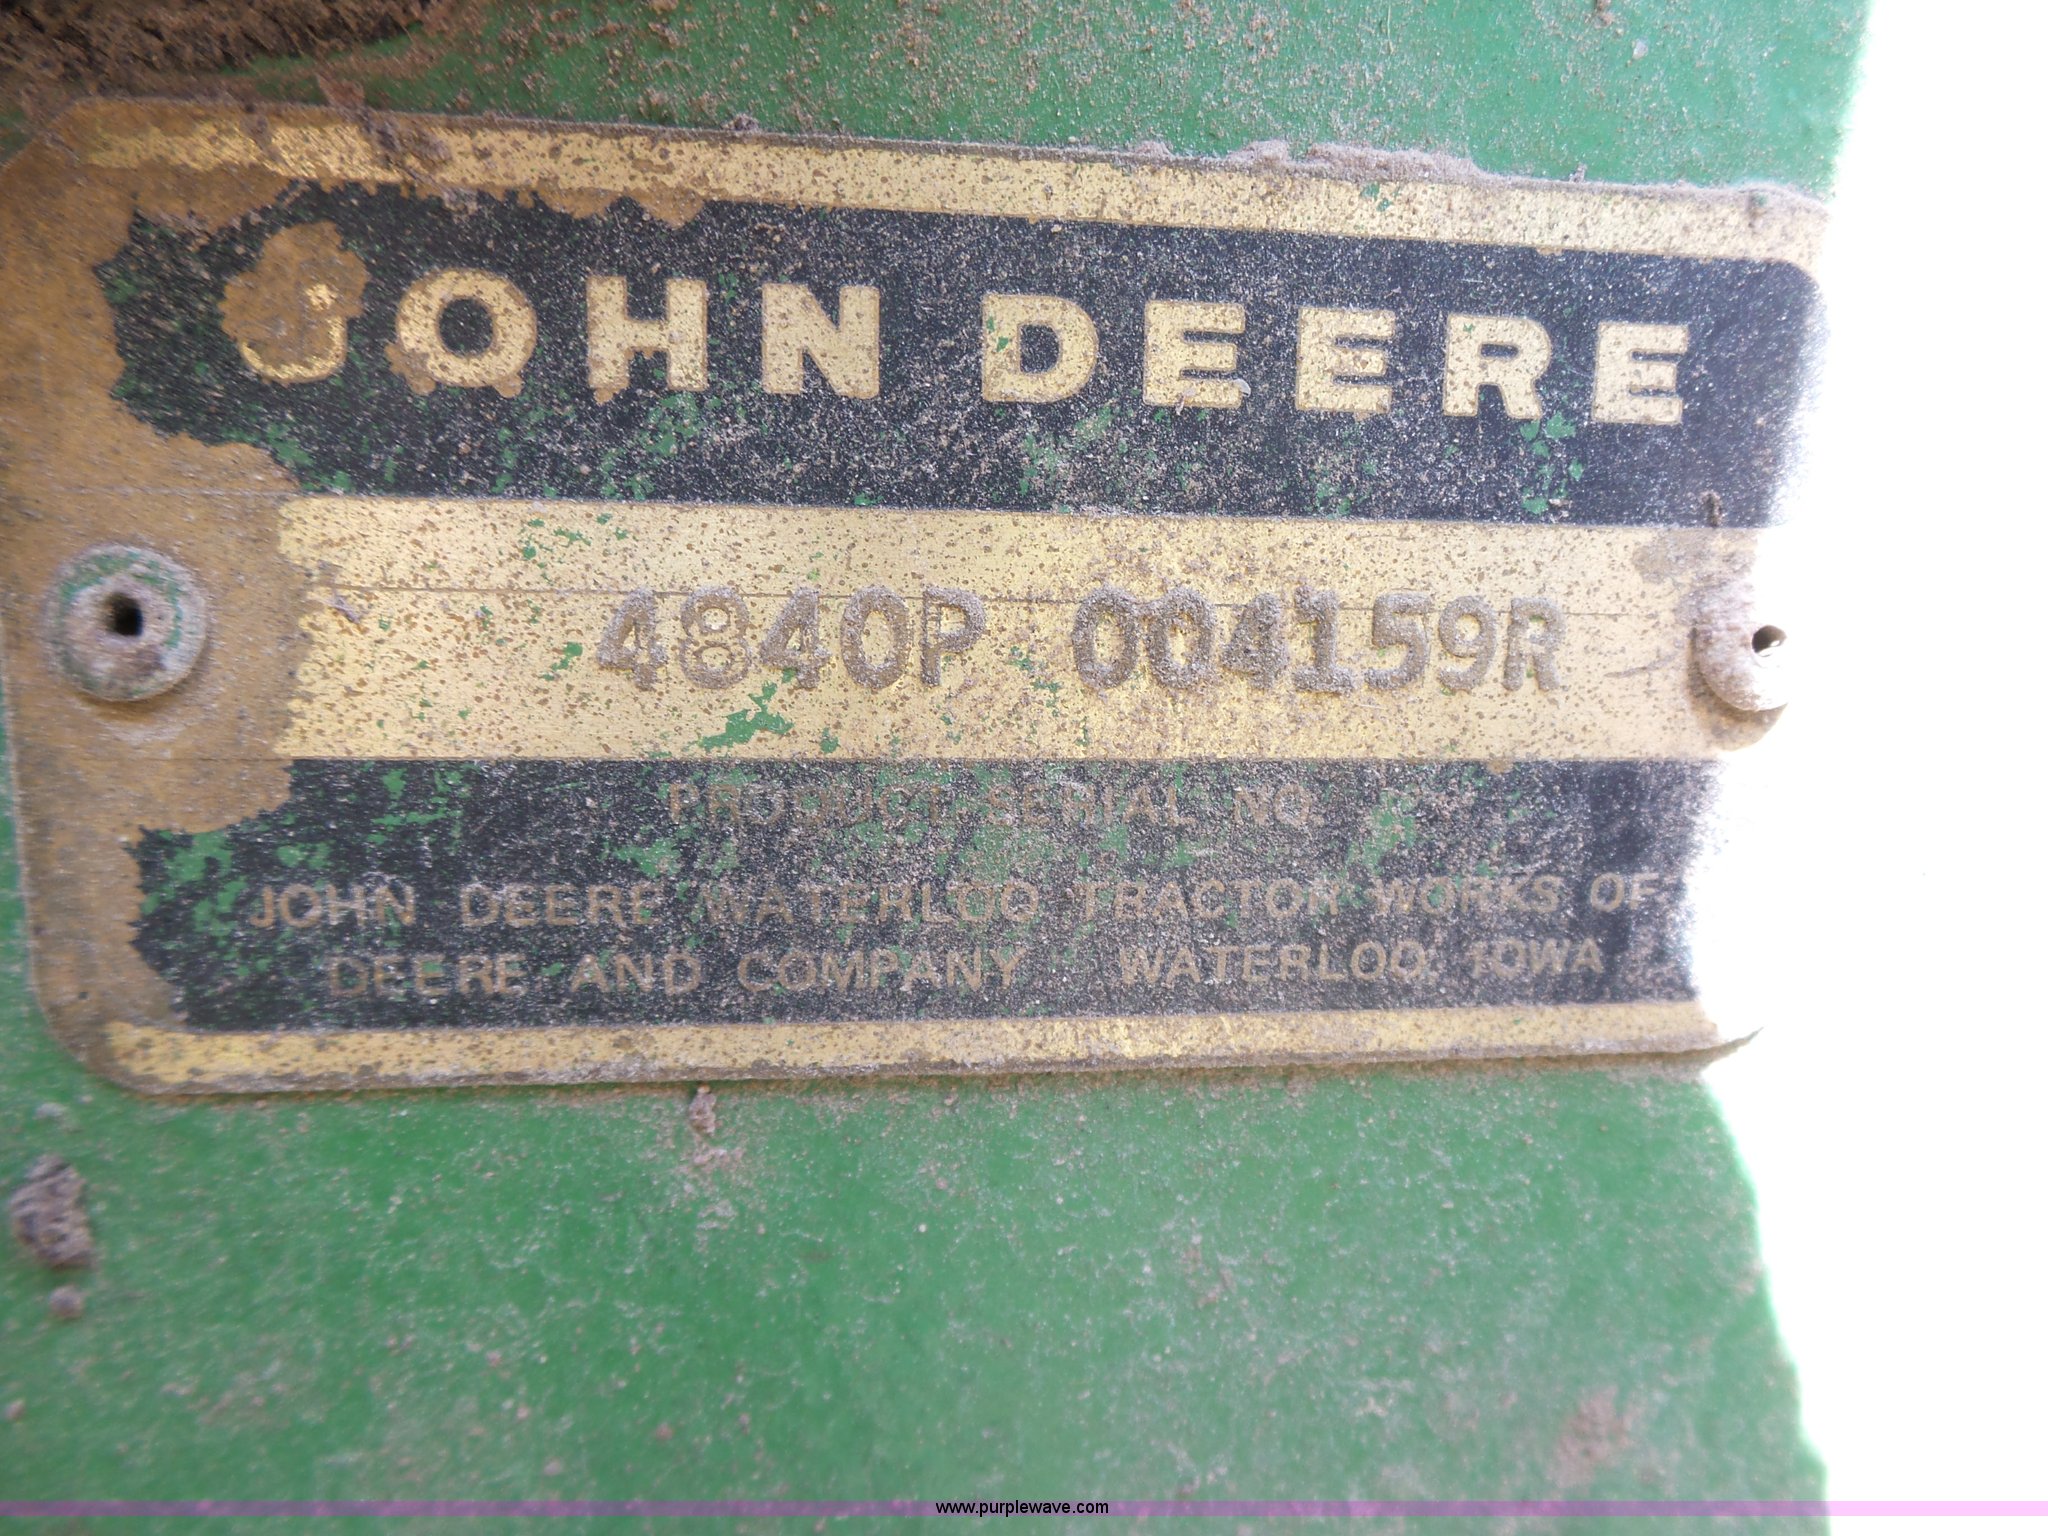 JOHN DEERE
4840P 004159R
PRODUCT SERIAL NO.
JOHN DEERE WATERLOO TRACTOR WORKS OF
DEERE AND COMPANY WATERLOO, IOWA
www.purplewave.com